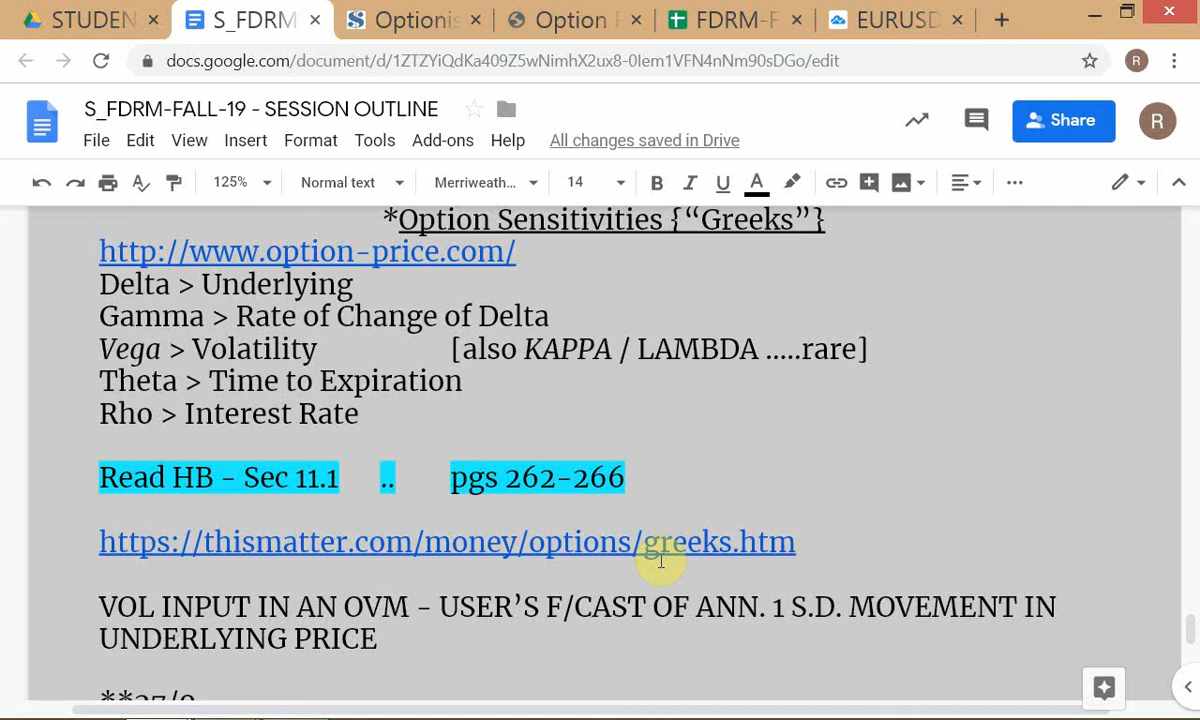 STUDEN
S_FDRM
Optionis
Option
FDRM-F
EURUSD
docs.google.com/document/d/1ZTZYiQdKa409Z5wNimhX2ux8-0Iem1VFN4nNm90sDGo/edit
R
S_FDRM-FALL-19 - SESSION OUTLINE
Share
R
File Edit View Insert Format Tools Add-ons Help All changes saved in Drive
125% Normal text Merriweath... 14 B I U A
*Option Sensitivities {“Greeks”}
http://www.option-price.com/
Delta > Underlying
Gamma > Rate of Change of Delta
Vega > Volatility [also KAPPA / LAMBDA .....rare]
Theta > Time to Expiration
Rho > Interest Rate
Read HB - Sec 11.1 .. pgs 262-266
https://thismatter.com/money/options/greeks.htm
VOL INPUT IN AN OVM - USER’S F/CAST OF ANN. 1 S.D. MOVEMENT IN
UNDERLYING PRICE